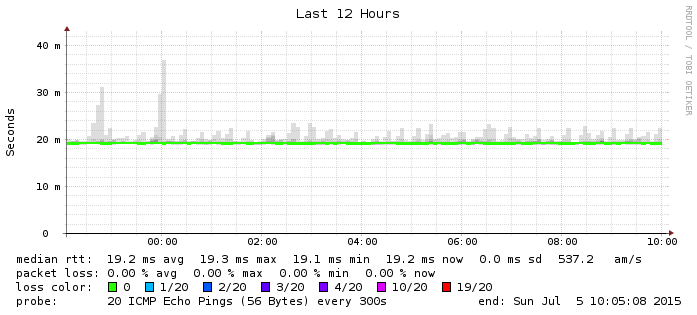 Last 12 Hours
RRDTOOL / TOBI OETIKER
Seconds
40 m
30 m
20 m
10 m
0
00:00 02:00 04:00 06:00 08:00 10:00
median rtt: 19.2 ms avg 19.3 ms max 19.1 ms min 19.2 ms now 0.0 ms sd 537.2 am/s
packet loss: 0.00 % avg 0.00 % max 0.00 % min 0.00 % now
loss color: 0 1/20 2/20 3/20 4/20 10/20 19/20
probe: 20 ICMP Echo Pings (56 Bytes) every 300s end: Sun Jul 5 10:05:08 2015